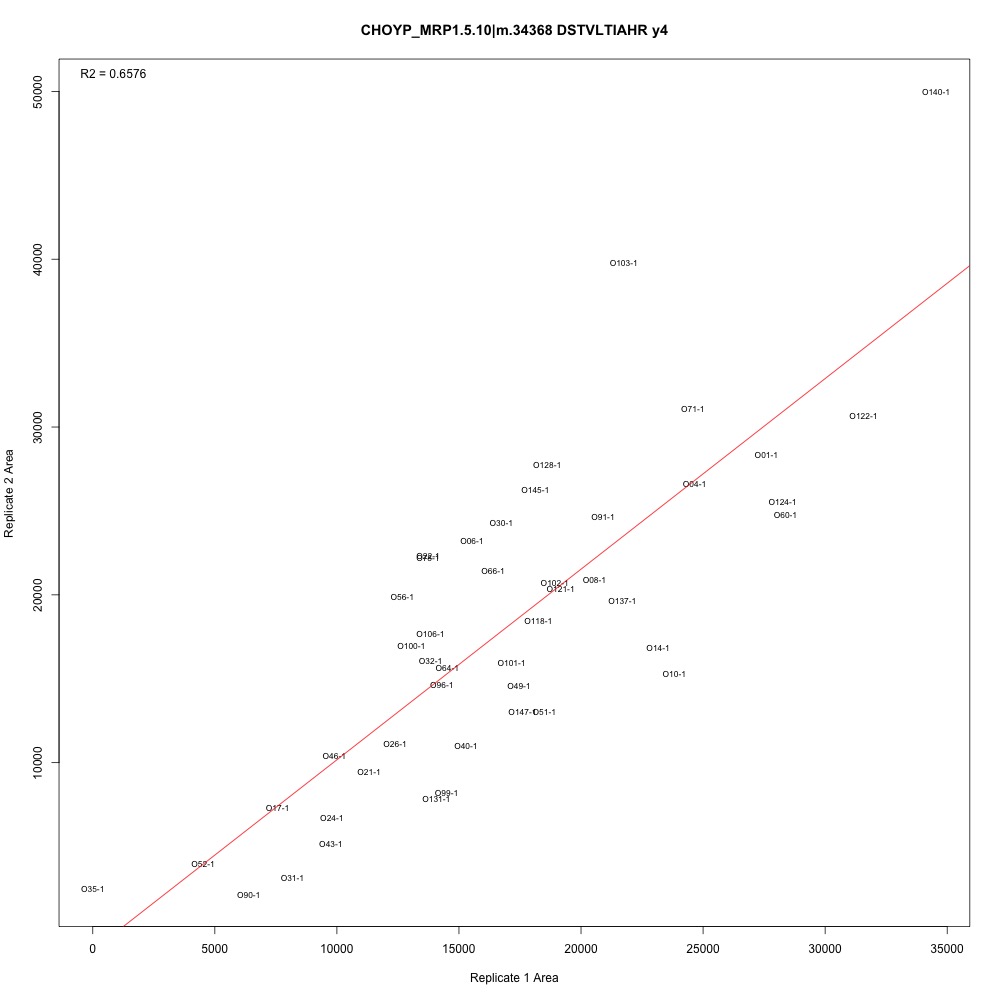 CHOYP_MRP1.5.10|m.34368 DSTVLTIAHR y4
R2 = 0.6576
50000
40000
30000
20000
10000
Replicate 2 Area
O140-1
O103-1
O71-1
O122-1
O01-1
O128-1
O04-1
O145-1
O124-1
O60-1
O91-1
O30-1
O06-1
O22-1
O78-1
O66-1
O08-1
O102-1
O121-1
O56-1
O137-1
O118-1
O106-1
O100-1
O14-1
O32-1
O101-1
O64-1
O10-1
O96-1
O49-1
O147-1
O51-1
O26-1
O40-1
O46-1
O21-1
O99-1
O131-1
O17-1
O24-1
O43-1
O52-1
O31-1
O35-1
O90-1
0
5000
10000
15000
20000
25000
30000
35000
Replicate 1 Area